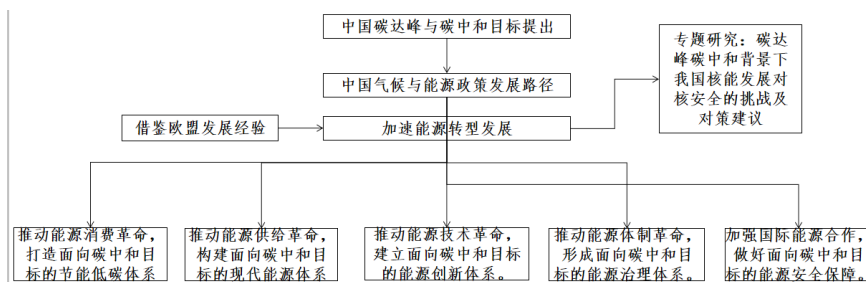 中国碳达峰与碳中和目标提出
专题研究：碳达
峰碳中和背景下
我国核能发展对
核安全的挑战及
对策建议
中国气候与能源政策发展路径
借鉴欧盟发展经验
加速能源转型发展
推动能源消费革命，
打造面向碳中和目
标的节能低碳体系
推动能源供给革命，
构建面向碳中和目
标的现代能源体系
推动能源技术革命，
建立面向碳中和目标
的能源创新体系。
推动能源体制革命，
形成面向碳中和目
标的能源治理体系。
加强国际能源合作，
做好面向碳中和目
标的能源安全保障。